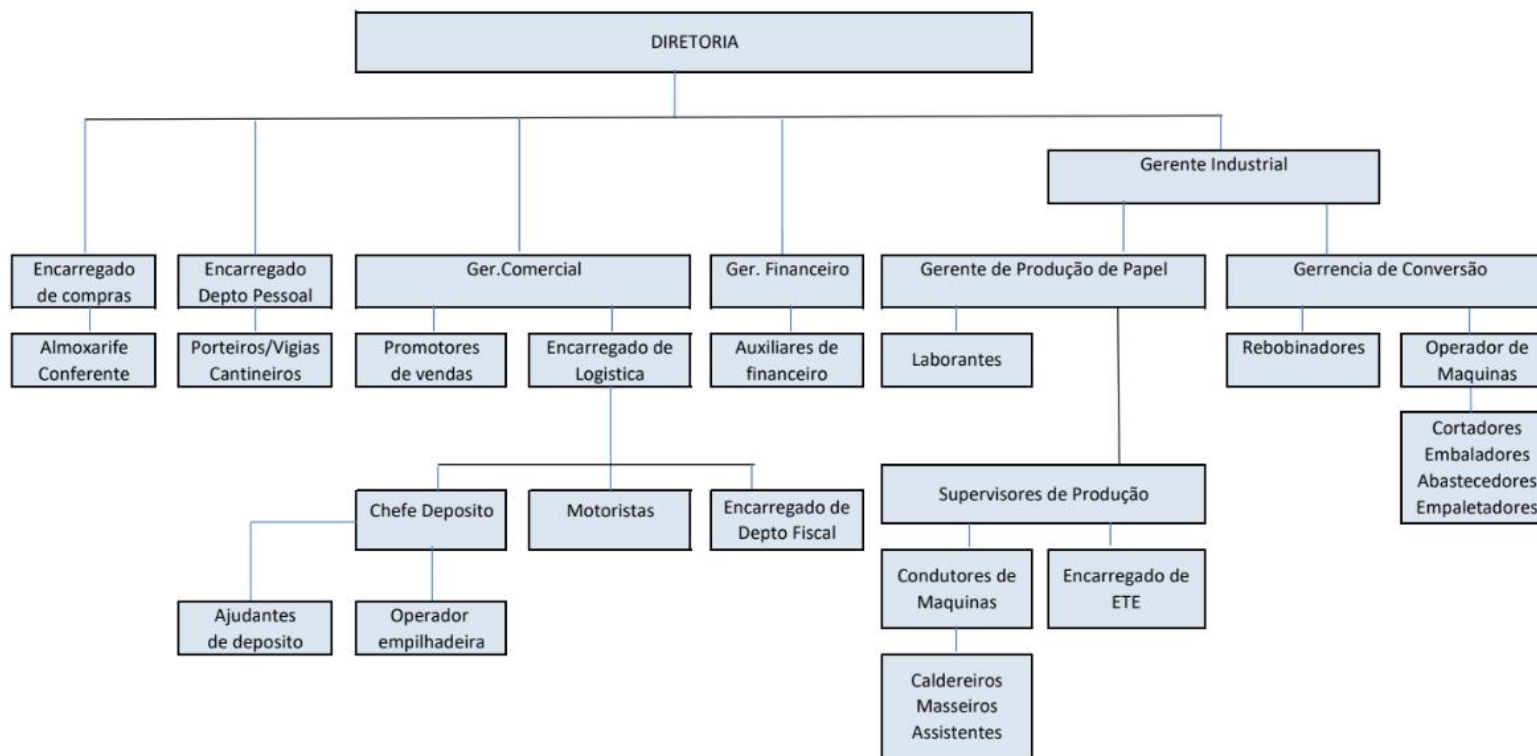 DIRETORIA
Gerente Industrial
Encarregado
de compras
Encarregado
Depto Pessoal
Ger.Comercial
Ger. Financeiro
Gerente de Produção de Papel
Gerrencia de Conversão
Almoxarife
Conferente
Porteiros/Vigias
Cantineiros
Promotores
de vendas
Encarregado de
Logistica
Auxiliares de
financeiro
Laborantes
Rebobinadores
Operador de
Maquinas
Cortadores
Embaladores
Abastecedores
Empaletadores
Chefe Deposito
Motoristas
Encarregado de
Depto Fiscal
Supervisores de Produção
Condutores de
Maquinas
Encarregado de
ETE
Ajudantes
de deposito
Operador
empilhadeira
Caldereiros
Masseiros
Assistentes